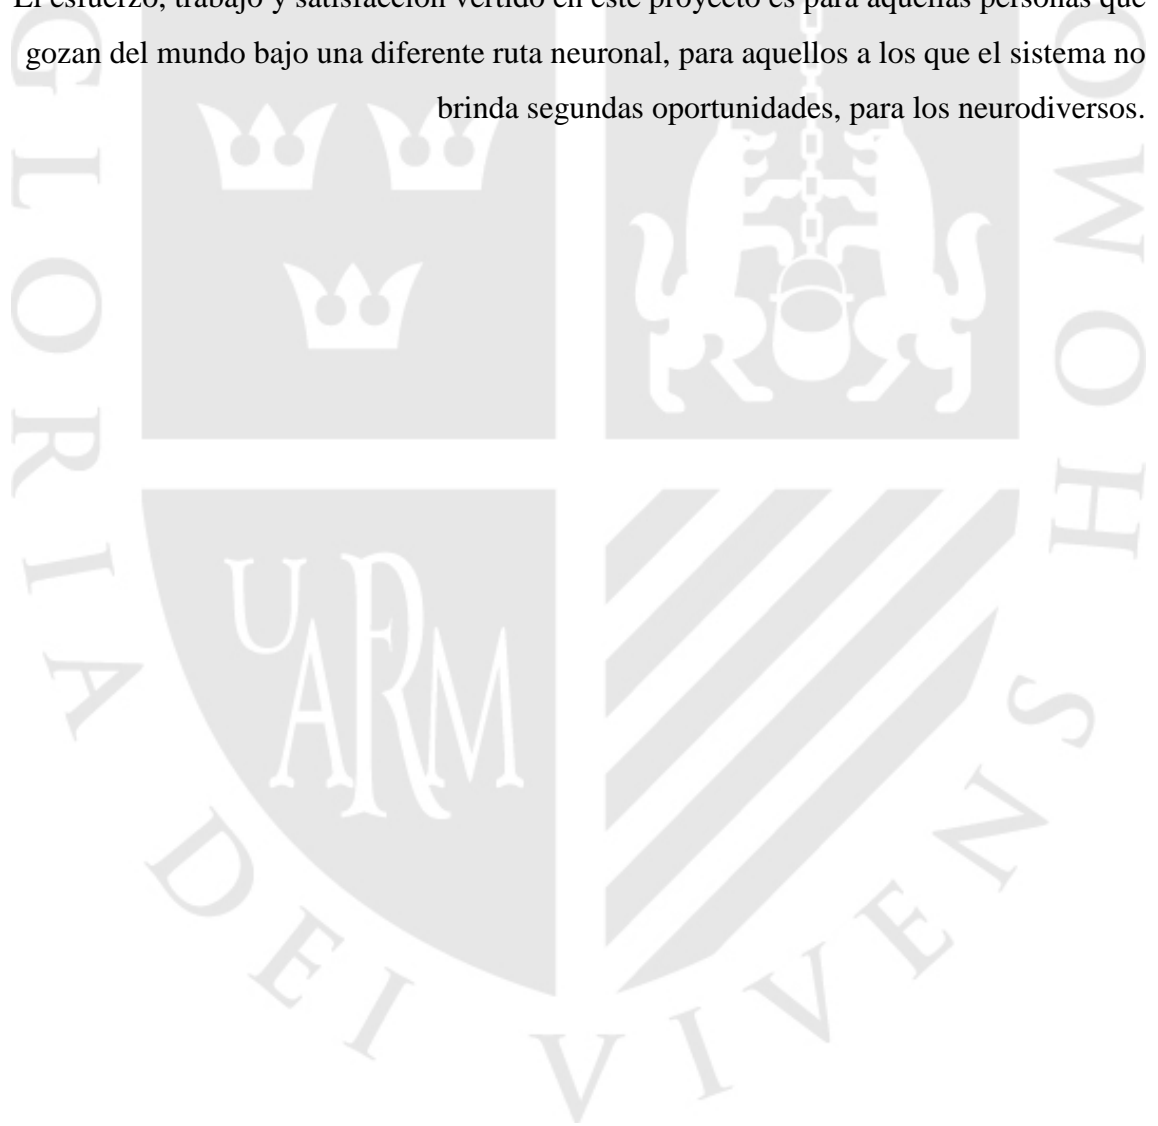 El esfuerzo, trabajo y satisfacción vertido en este proyecto es para aquellas personas que
gozan del mundo bajo una diferente ruta neuronal, para aquellos a los que el sistema no
brinda segundas oportunidades, para los neurodiversos.
GLORIA DEI VIVENS HOMO
UARM